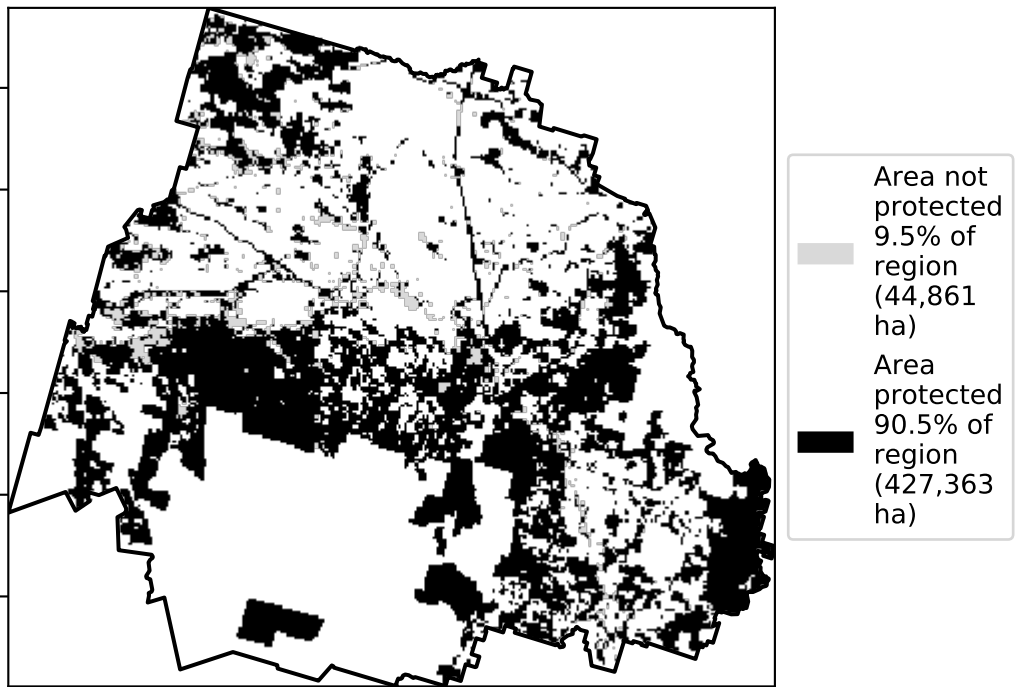 Area not
protected
9.5% of
region
(44,861
ha)
Area
protected
90.5% of
region
(427,363
ha)